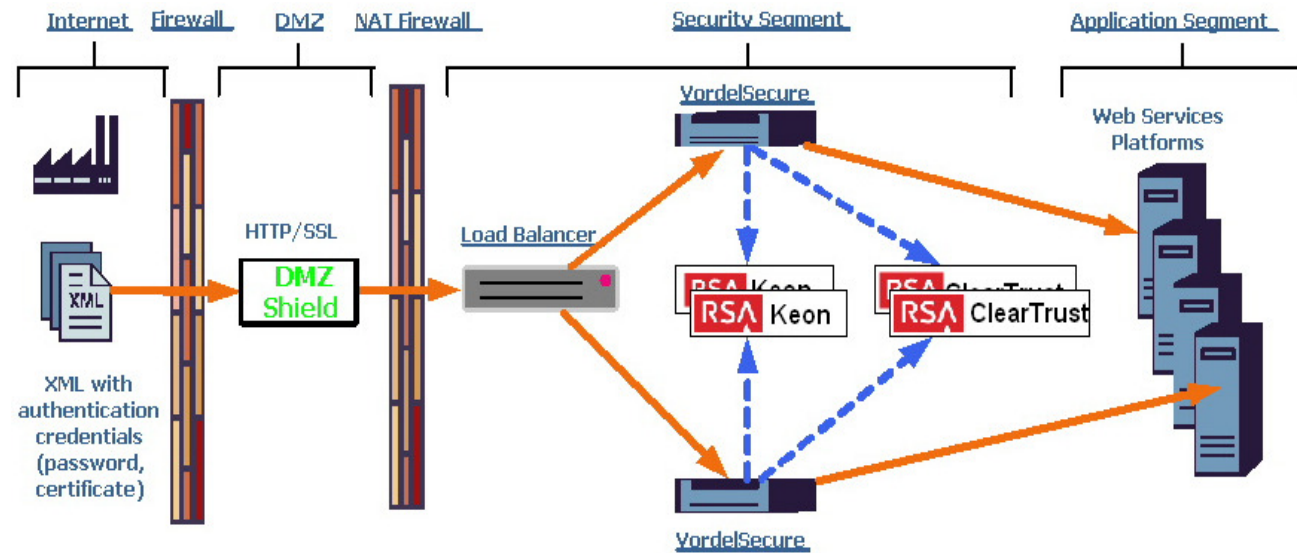 Internet
Firewall
DMZ
NAT Firewall
Security Segment
Application Segment
VordelSecure
Web Services
Platforms
HTTP/SSL
Load Balancer
DMZ
Shield
XML
RSA Keon
RSA Keon
RSA ClearTrust
RSA ClearTrust
XML with
authentication
credentials
(password,
certificate)
VordelSecure